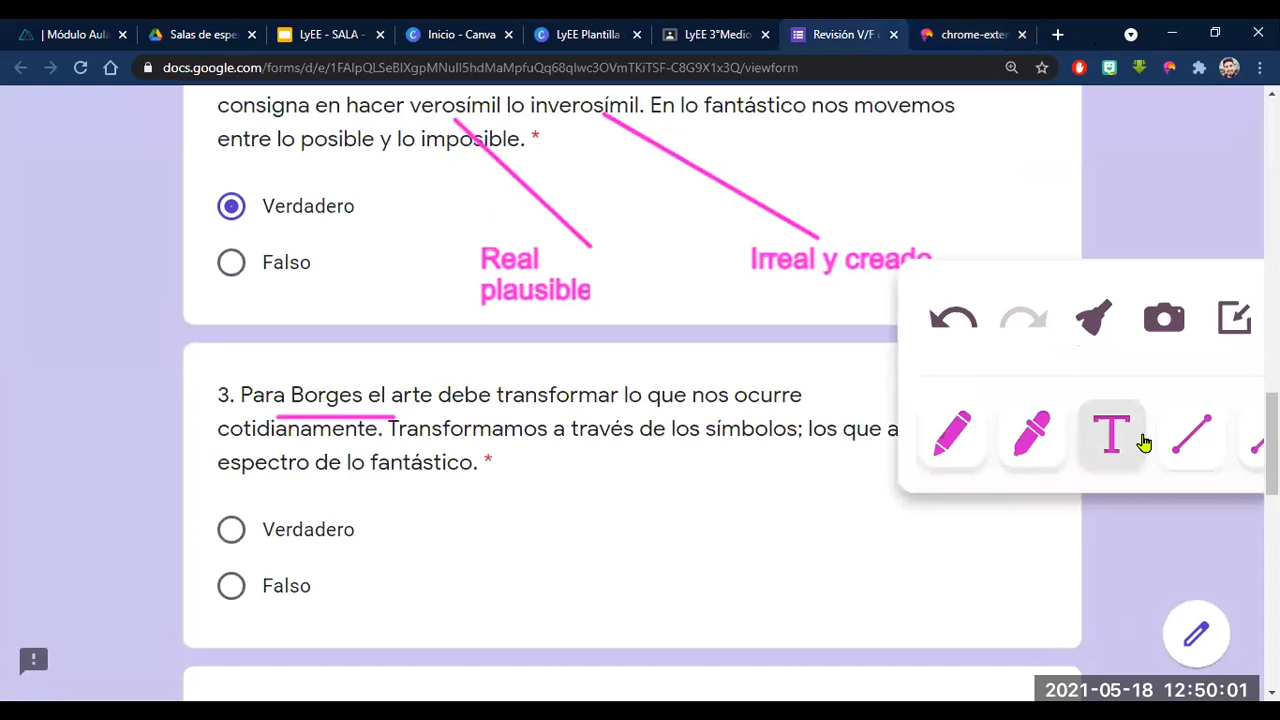 | Módulo Aula
Salas de espe
LyEE - SALA -
Inicio - Canva
LyEE Plantilla
LyEE 3°Medio
Revisión V/F
chrome-exter
docs.google.com/forms/d/e/1FAIpQLSeBlXgpMNuIl5hdMaMpfuQq68qlwc3OVmTKiTSF-C8G9X1x3Q/viewform
consigna en hacer verosímil lo inverosímil. En lo fantástico nos movemos
entre lo posible y lo imposible. *
Verdadero
Falso
Real
plausible
Irreal y creado
3. Para Borges el arte debe transformar lo que nos ocurre
cotidianamente. Transformamos a través de los símbolos; los que a
espectro de lo fantástico. *
Verdadero
Falso
T
2021-05-18 12:50:01